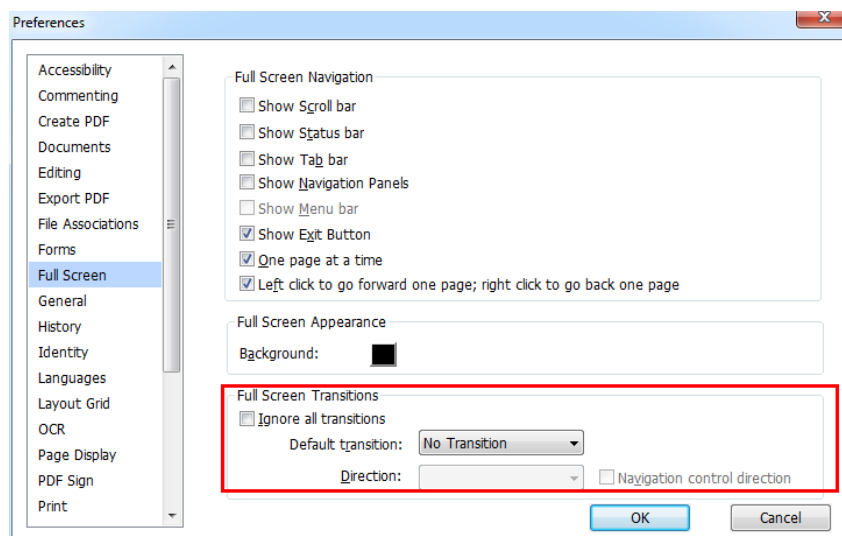 Preferences
Accessibility
Commenting
Create PDF
Documents
Editing
Export PDF
File Associations
Forms
Full Screen
General
History
Identity
Languages
Layout Grid
OCR
Page Display
PDF Sign
Print
Full Screen Navigation
Show Scroll bar
Show Status bar
Show Tab bar
Show Navigation Panels
Show Menu bar
Show Exit Button
One page at a time
Left click to go forward one page; right click to go back one page
Full Screen Appearance
Background:
Full Screen Transitions
Ignore all transitions
Default transition: No Transition
Direction: Navigation control direction
OK Cancel